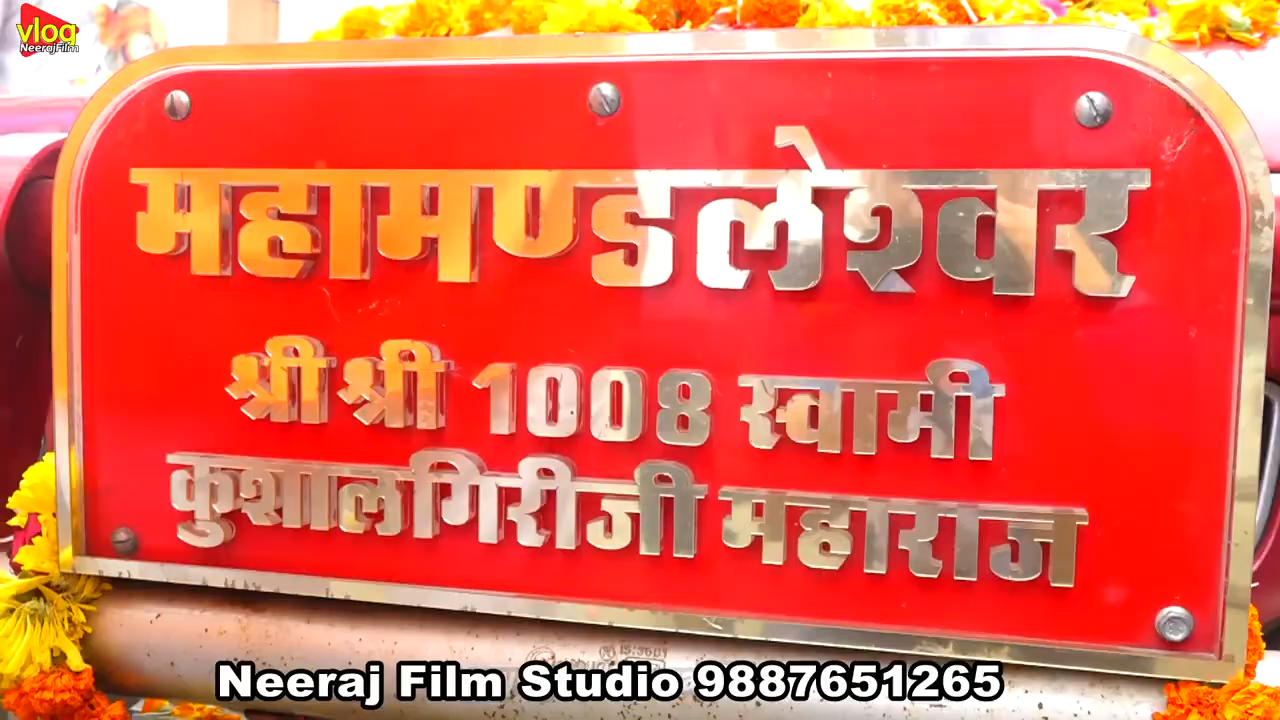 vlog
NeerajFilm
महामण्डलेश्वर
श्री श्री 1008 स्वामी
कुशालगिरीजी महाराज
Neeraj Film Studio 9887651265